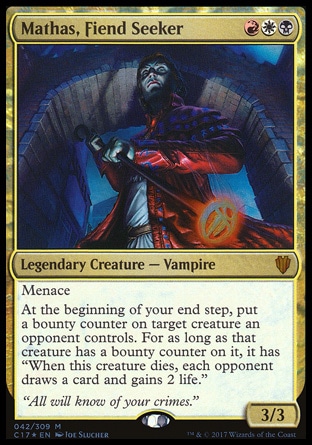 Mathas, Fiend Seeker
Legendary Creature — Vampire
Menace
At the beginning of your end step, put
a bounty counter on target creature an
opponent controls. For as long as that
creature has a bounty counter on it, it has
“When this creature dies, each opponent
draws a card and gains 2 life.”
“All will know of your crimes.”
3/3
042/309 M
C17 ★ EN Joe Slucher
™ & © 2017 Wizards of the Coast